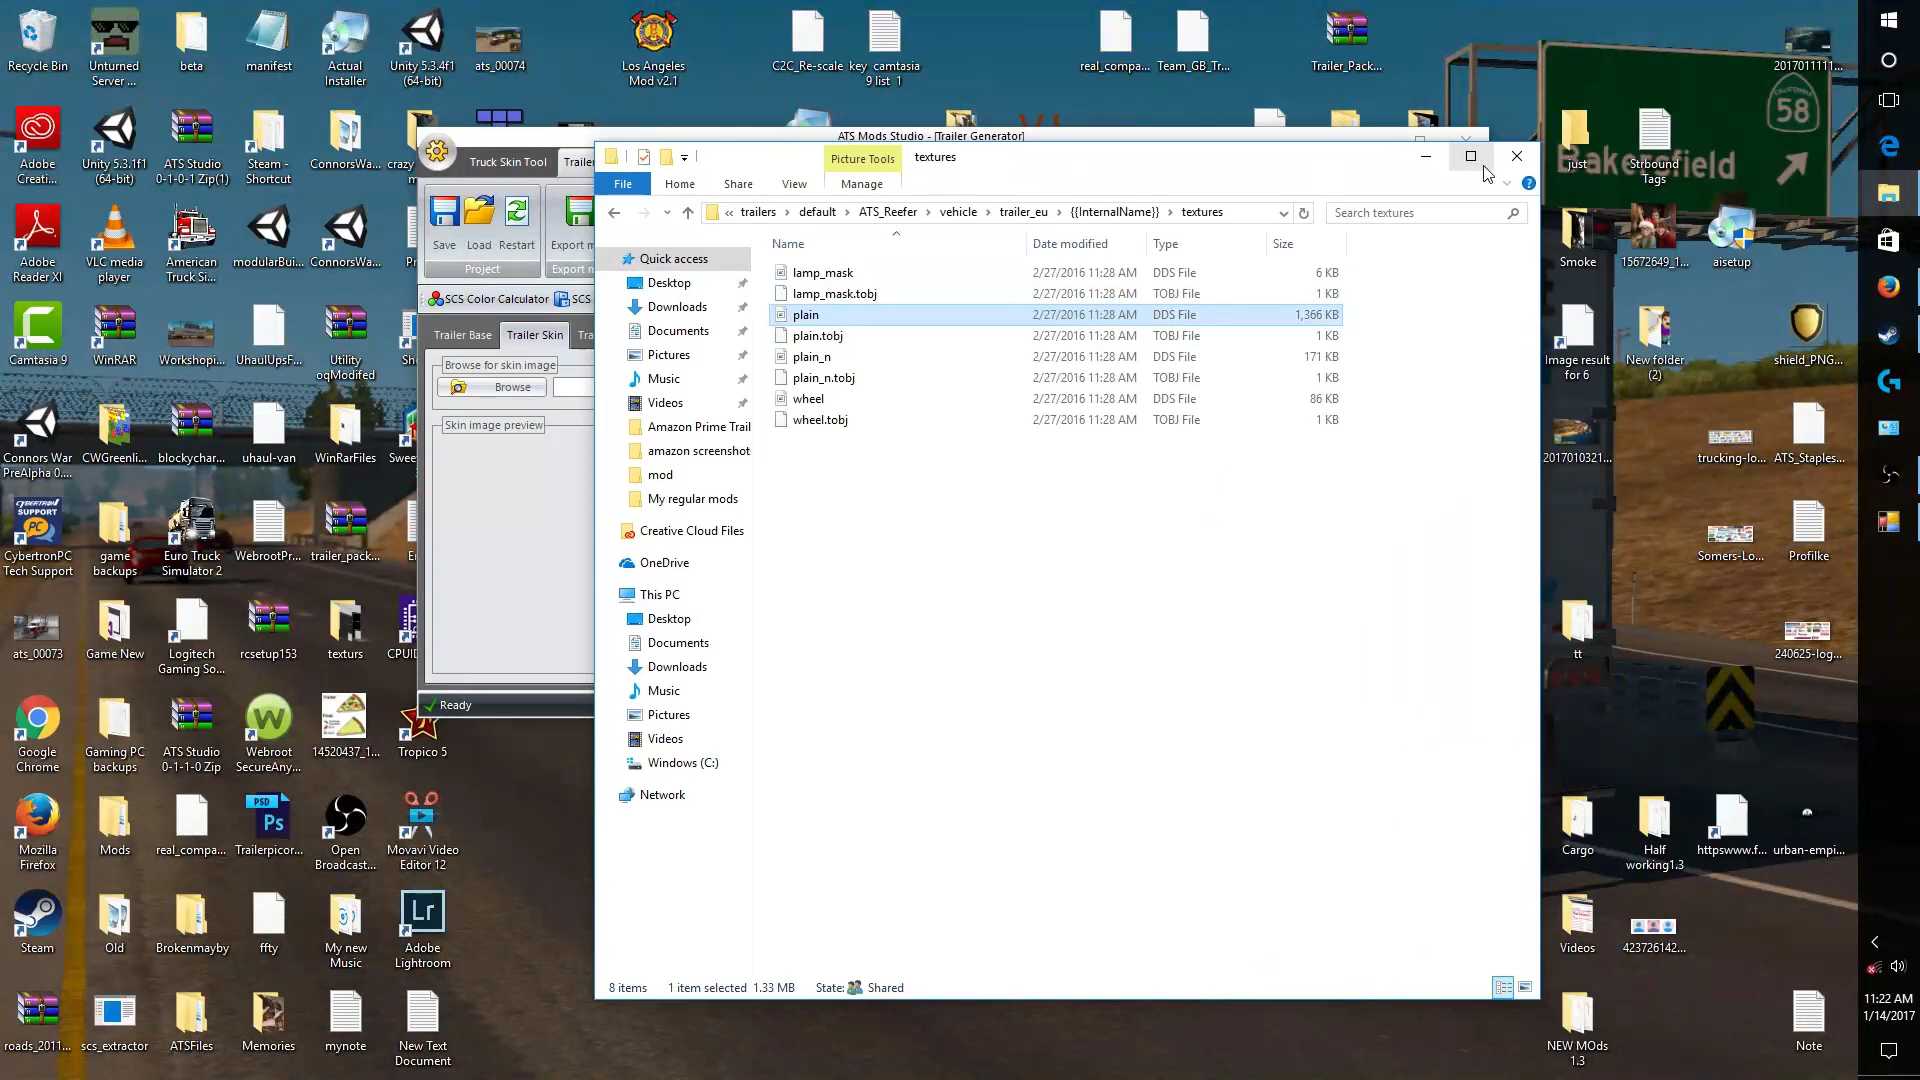 Recycle Bin
Unturned
Server ...
beta
manifest
Actual
Installer
Unity 5.3.4f1
(64-bit)
ats_00074
Los Angeles
Mod v2.1
C2C_Re-scale
key_camtasia
9 list_1
real_compa...
Team_GB_Tr...
Trailer_Pack...
2017011111...
CALIFORNIA
58
Bakersfield
Adobe
Creati...
Unity 5.3.1f1
(64-bit)
ATS Studio
0-1-0-1 Zip(1)
Steam -
Shortcut
ConnorsWa...
crazy
just
Strbound
Tags
ATS Mods Studio - [Trailer Generator]
Truck Skin Tool
Trailer
Save
Load
Restart
Export m
Project
Export m
SCS Color Calculator
SCS
Trailer Base
Trailer Skin
Tra
Browse for skin image
Browse
Skin image preview
Ready
Picture Tools
textures
File
Home
Share
View
Manage
« trailers > default > ATS_Reefer > vehicle > trailer_eu > {{InternalName}} > textures
Search textures
Name
Date modified
Type
Size
lamp_mask 2/27/2016 11:28 AM DDS File 6 KB
lamp_mask.tobj 2/27/2016 11:28 AM TOBJ File 1 KB
plain 2/27/2016 11:28 AM DDS File 1,366 KB
plain.tobj 2/27/2016 11:28 AM TOBJ File 1 KB
plain_n 2/27/2016 11:28 AM DDS File 171 KB
plain_n.tobj 2/27/2016 11:28 AM TOBJ File 1 KB
wheel 2/27/2016 11:28 AM DDS File 86 KB
wheel.tobj 2/27/2016 11:28 AM TOBJ File 1 KB
Quick access
Desktop
Downloads
Documents
Pictures
Music
Videos
Amazon Prime Trail
amazon screenshot
mod
My regular mods
Creative Cloud Files
OneDrive
This PC
Desktop
Documents
Downloads
Music
Pictures
Videos
Windows (C:)
Network
8 items
1 item selected 1.33 MB
State:
Shared
Adobe
Reader XI
VLC media
player
American
Truck Si...
modularBui...
ConnorsWa...
Smoke
15672649_1...
aisetup
Camtasia 9
WinRAR
Workshopi...
UhaulUpsF...
Utility
oqModifed
Image result
for 6
New folder
(2)
shield_PNG...
Connors War
PreAlpha 0....
CWGreenli...
blockychar...
uhaul-van
WinRarFiles
Swee
2017010321...
trucking-lo...
ATS_Staples...
CYBERTRON
SUPPORT
PC
CybertronPC
Tech Support
game
backups
Euro Truck
Simulator 2
WebrootPr...
trailer_pack...
Somers-Lo...
Profilke
ats_00073
Game New
Logitech
Gaming So...
rcsetup153
texturs
CPUID
tt
240625-log...
Google
Chrome
Gaming PC
backups
ATS Studio
0-1-1-0 Zip
Webroot
SecureAny...
14520437_1...
Tropico 5
Mozilla
Firefox
Mods
real_compa...
PSD
Ps
Trailerpicor...
Open
Broadcast...
Movavi Video
Editor 12
Cargo
Half
working1.3
httpswww.f...
urban-empi...
Steam
Old
Brokenmayby
ffty
My new
Music
Lr
Adobe
Lightroom
Videos
423726142...
roads_2011...
scs_extractor
ATSFiles
Memories
mynote
New Text
Document
NEW MOds
1.3
Note
11:22 AM
1/14/2017